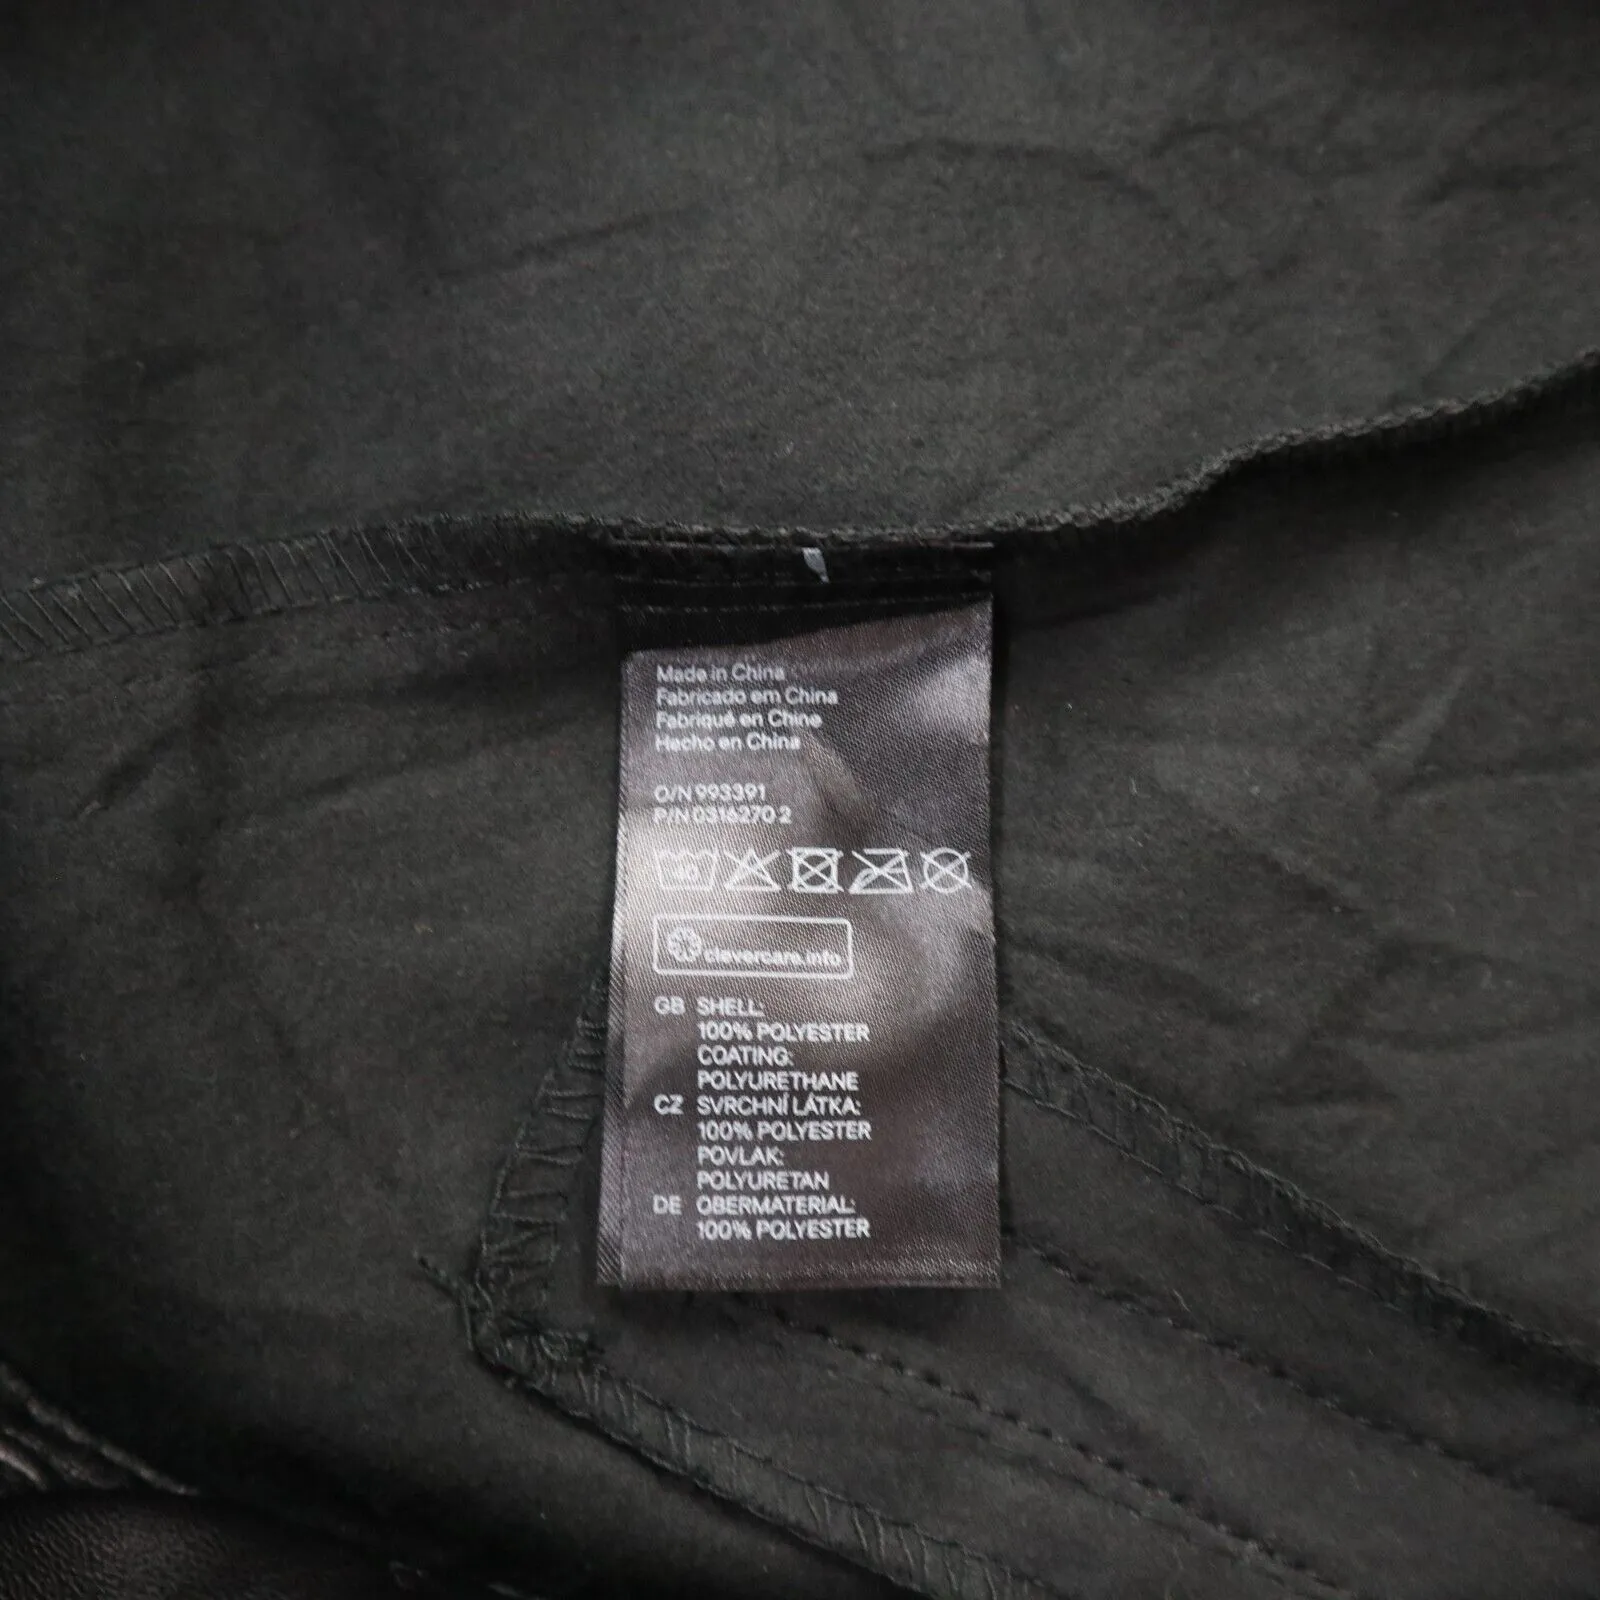 Made in China
Fabricado em China
Fabriqué en Chine
Hecho en China
O/N 993391
P/N 0316270 2
40
clevercare.info
GB SHELL:
100% POLYESTER
COATING:
POLYURETHANE
CZ SVRCHNÍ LÁTKA:
100% POLYESTER
POVLAK:
POLYURETAN
DE OBERMATERIAL:
100% POLYESTER